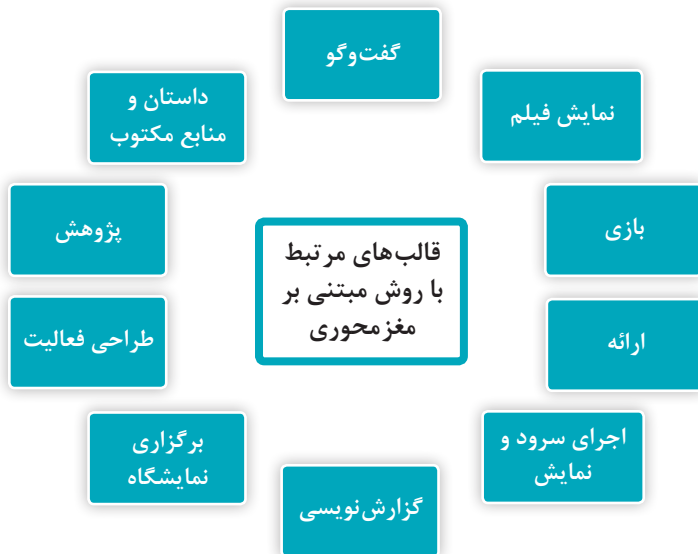 گفت‌وگو
نمایش فیلم
بازی
ارائه
اجرای سرود و
نمایش
گزارش‌نویسی
برگزاری
نمایشگاه
طراحی فعالیت
پژوهش
داستان و
منابع مکتوب
قالب‌های مرتبط
با روش مبتنی بر
مغزمحوری